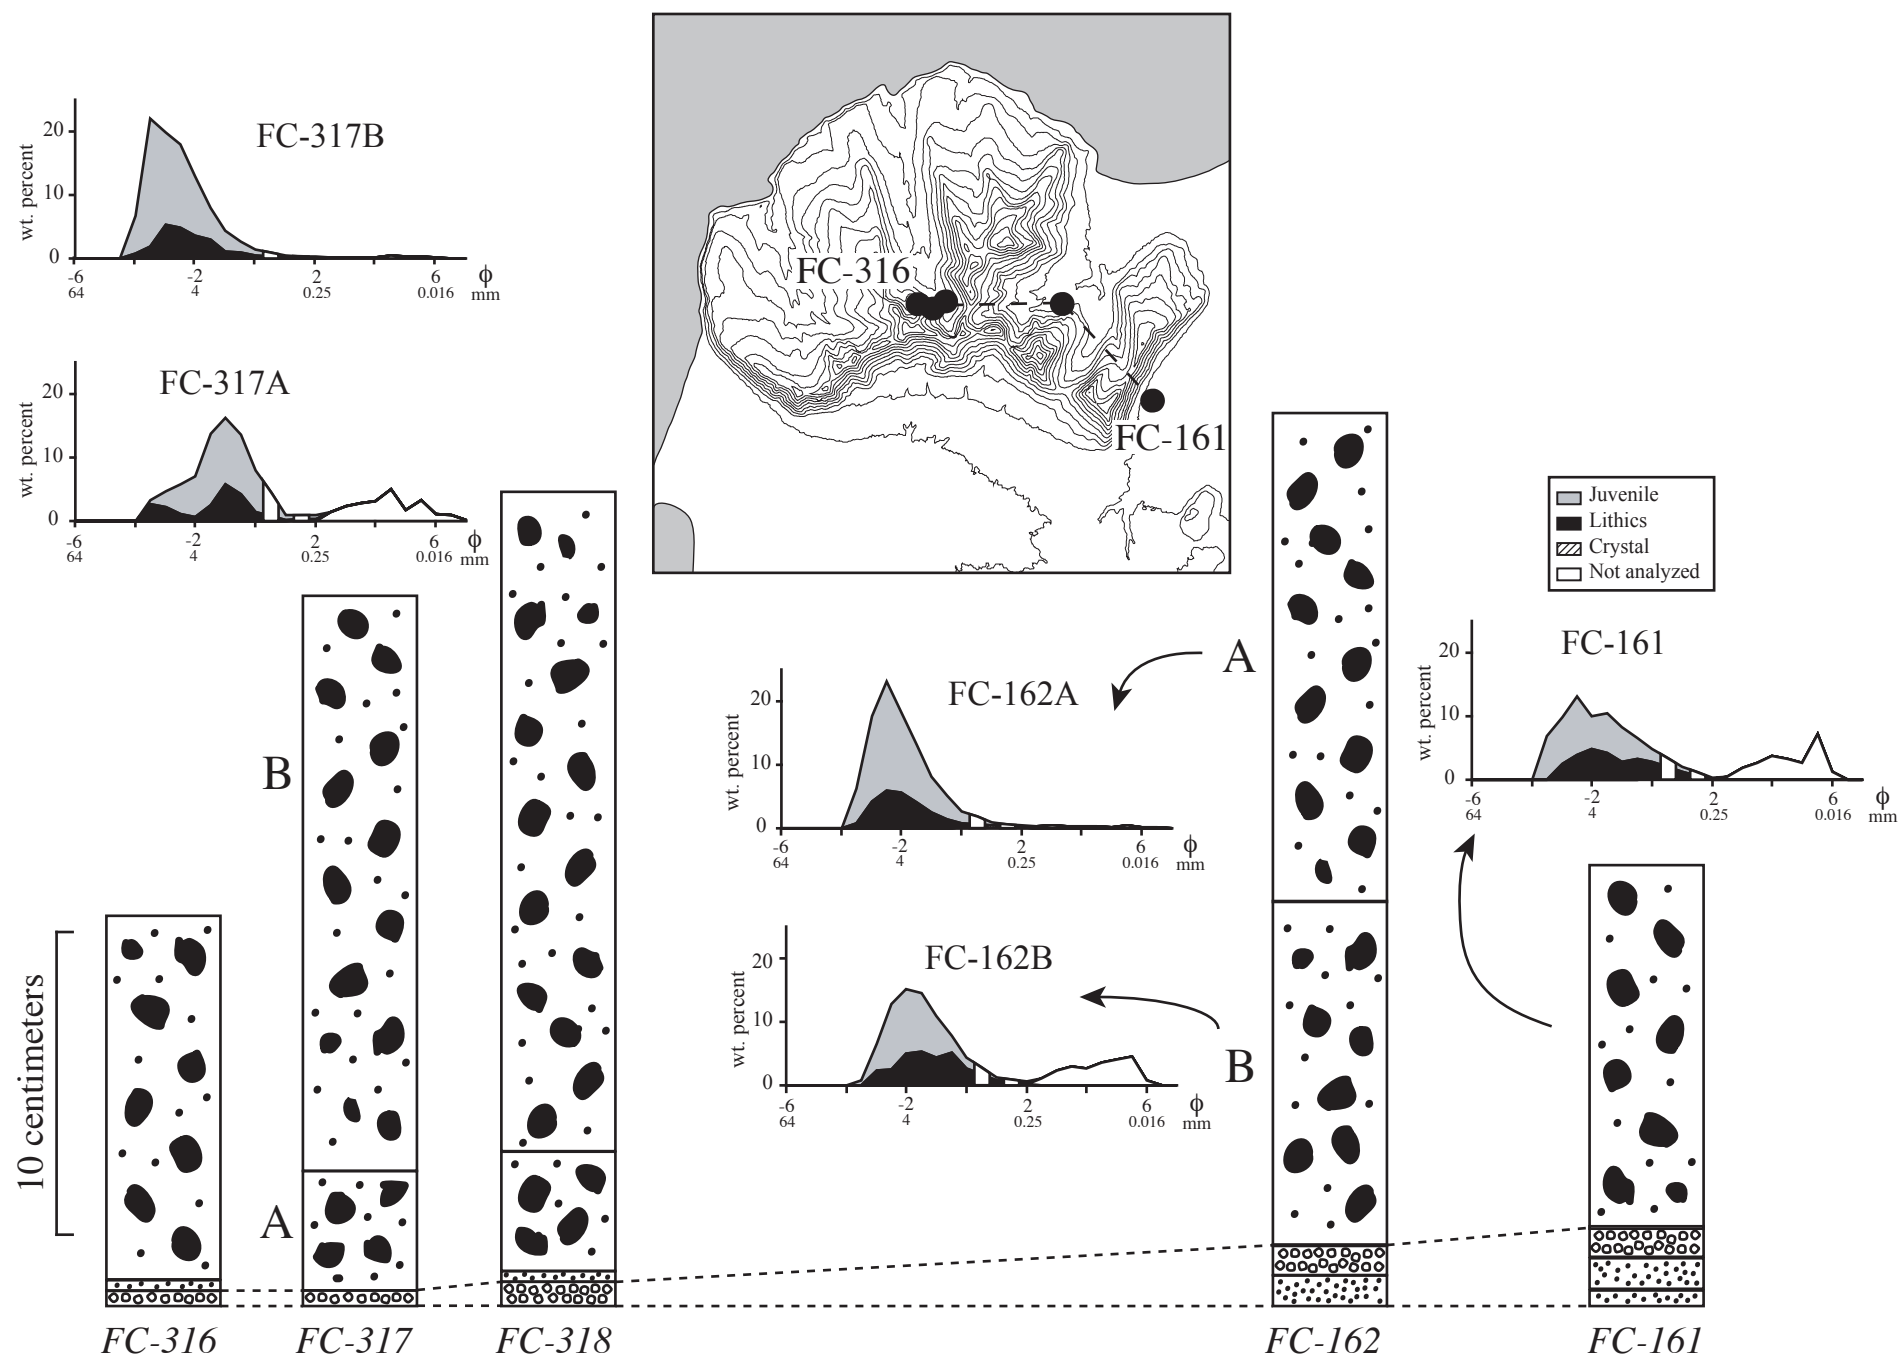 FC-317B
wt. percent
20
10
0
-6 -2 2 6 ϕ
64 4 0.25 0.016 mm
FC-317A
wt. percent
20
10
0
-6 -2 2 6 ϕ
64 4 0.25 0.016 mm
FC-316
FC-161
Juvenile
Lithics
Crystal
Not analyzed
A
FC-162A
wt. percent
20
10
0
-6 -2 2 6 ϕ
64 4 0.25 0.016 mm
FC-161
wt. percent
20
10
0
-6 -2 2 6 ϕ
64 4 0.25 0.016 mm
B
FC-162B
wt. percent
20
10
0
-6 -2 2 6 ϕ
64 4 0.25 0.016 mm
B
10 centimeters
A
FC-316 FC-317 FC-318 FC-162 FC-161